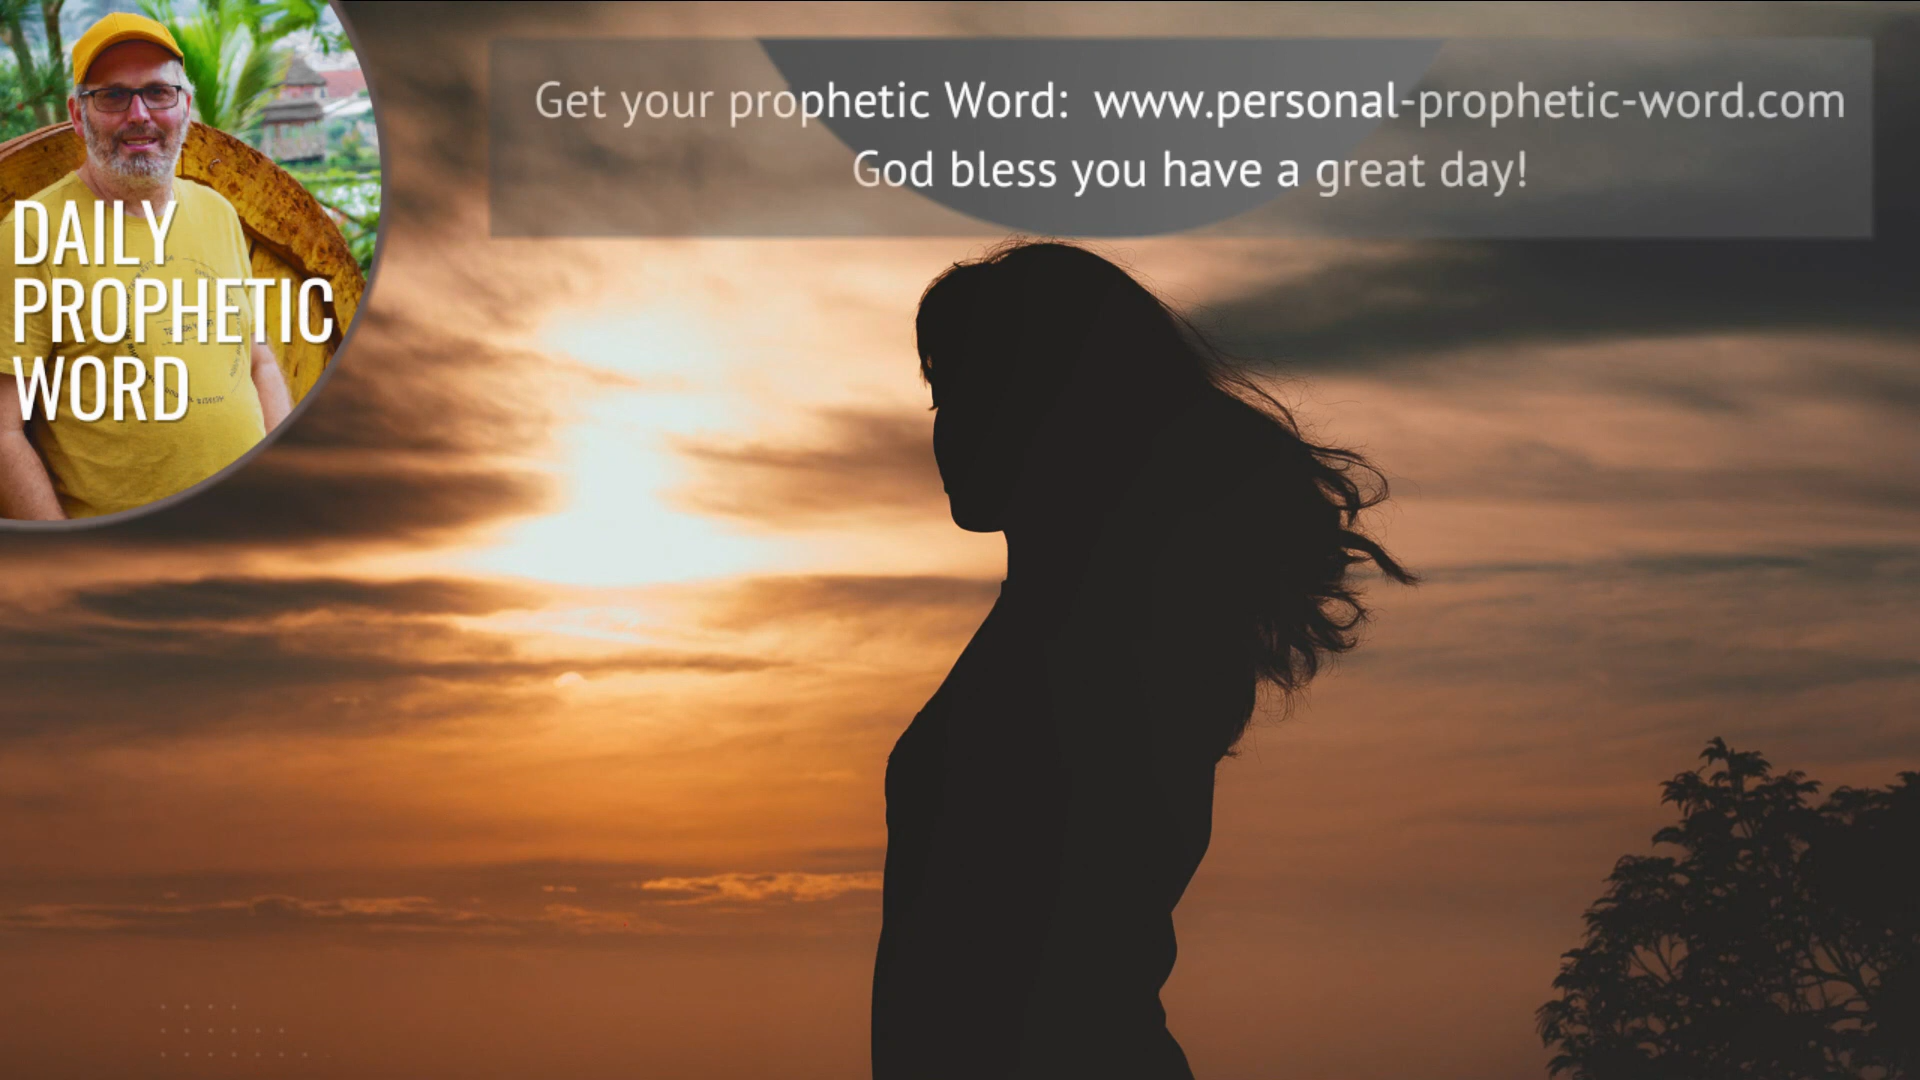 DAILY
PROPHETIC
WORD
Get your prophetic Word: www.personal-prophetic-word.com
God bless you have a great day!